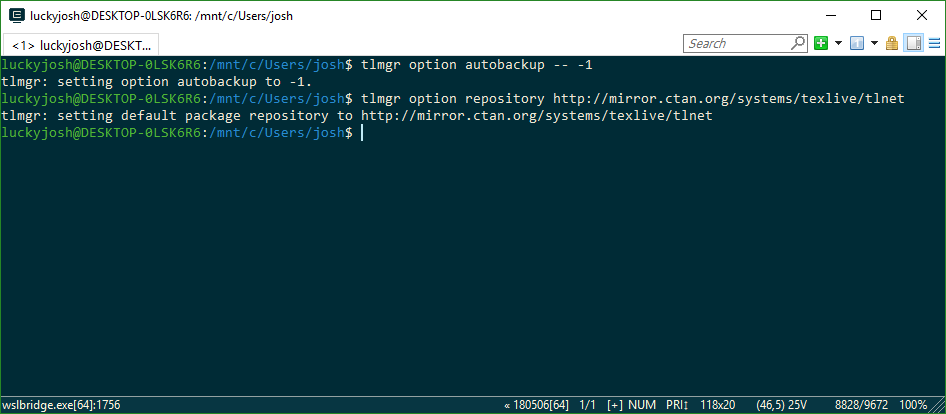 luckyjosh@DESKTOP-0LSK6R6: /mnt/c/Users/josh
<1> luckyjosh@DESKT...
Search
luckyjosh@DESKTOP-0LSK6R6:/mnt/c/Users/josh$ tlmgr option autobackup -- -1
tlmgr: setting option autobackup to -1.
luckyjosh@DESKTOP-0LSK6R6:/mnt/c/Users/josh$ tlmgr option repository http://mirror.ctan.org/systems/texlive/tlnet
tlmgr: setting default package repository to http://mirror.ctan.org/systems/texlive/tlnet
luckyjosh@DESKTOP-0LSK6R6:/mnt/c/Users/josh$
wslbridge.exe[64]:1756 « 180506[64] 1/1 [+] NUM PRI↕ 118x20 (46,5) 25V 8828/9672 100%